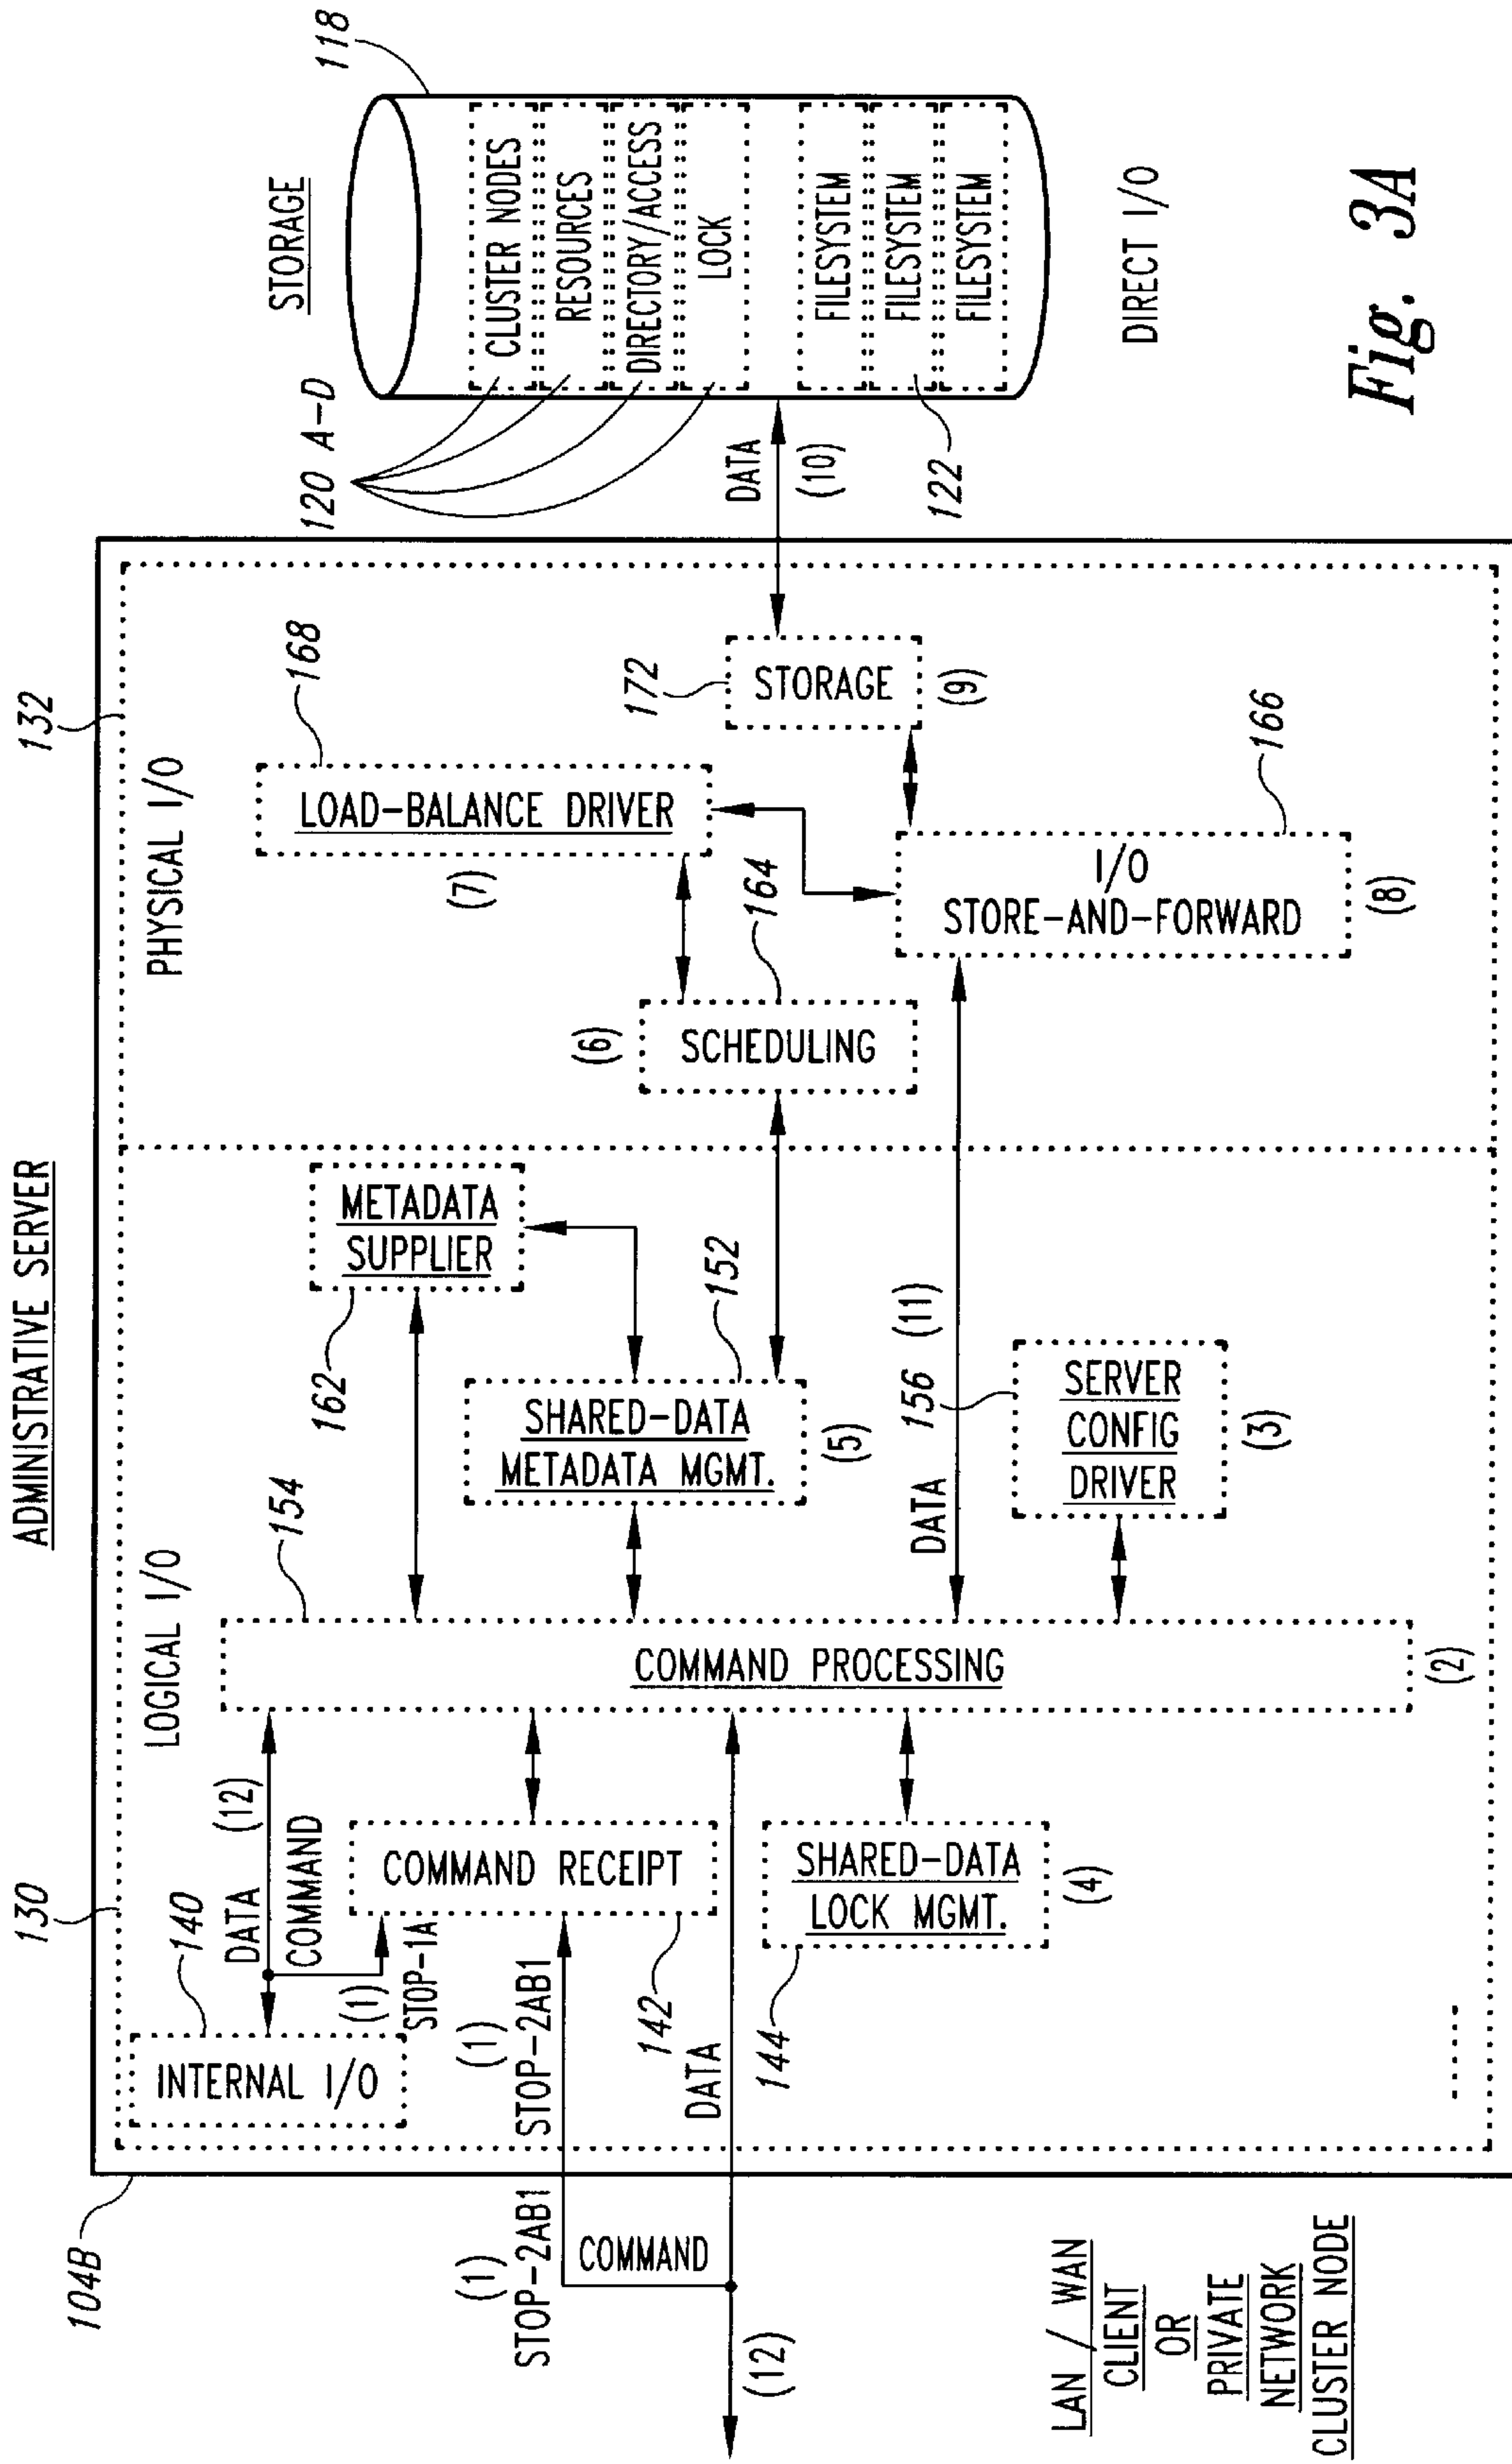 ADMINISTRATIVE SERVER
104B
130
132
LOGICAL I/O
PHYSICAL I/O
140
INTERNAL I/O
DATA
(12)
COMMAND
(1)
STOP-1A
COMMAND RECEIPT
142
(1)
STOP-2AB1
(1)
STOP-2AB1
COMMAND
DATA
(12)
144
SHARED-DATA
LOCK MGMT.
(4)
154
COMMAND PROCESSING
(2)
162
METADATA
SUPPLIER
152
SHARED-DATA
METADATA MGMT.
(5)
DATA
156
(11)
SERVER
CONFIG
DRIVER
(3)
(6)
SCHEDULING
164
168
LOAD-BALANCE DRIVER
(7)
172
STORAGE
(9)
166
I/O
STORE-AND-FORWARD
(8)
DATA
(10)
STORAGE
118
120 A-D
CLUSTER NODES
RESOURCES
DIRECTORY/ACCESS
LOCK
FILESYSTEM
FILESYSTEM
FILESYSTEM
122
DIRECT I/O
LAN / WAN
CLIENT
OR
PRIVATE
NETWORK
CLUSTER NODE
Fig. 3A